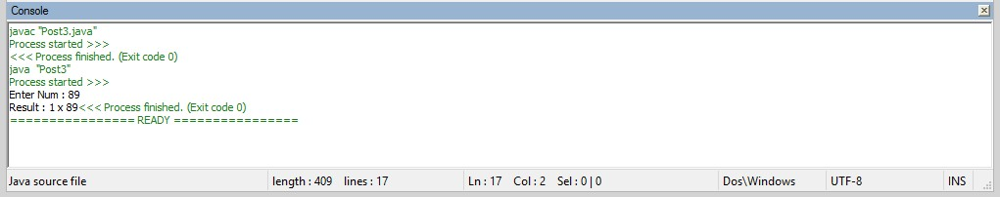 Console
javac "Post3.java"
Process started >>>
<<< Process finished. (Exit code 0)
java  "Post3"
Process started >>>
Enter Num : 89
Result : 1 x 89<<< Process finished. (Exit code 0)
================ READY ================
Java source file length : 409 lines : 17 Ln : 17 Col : 2 Sel : 0 | 0 Dos\Windows UTF-8 INS